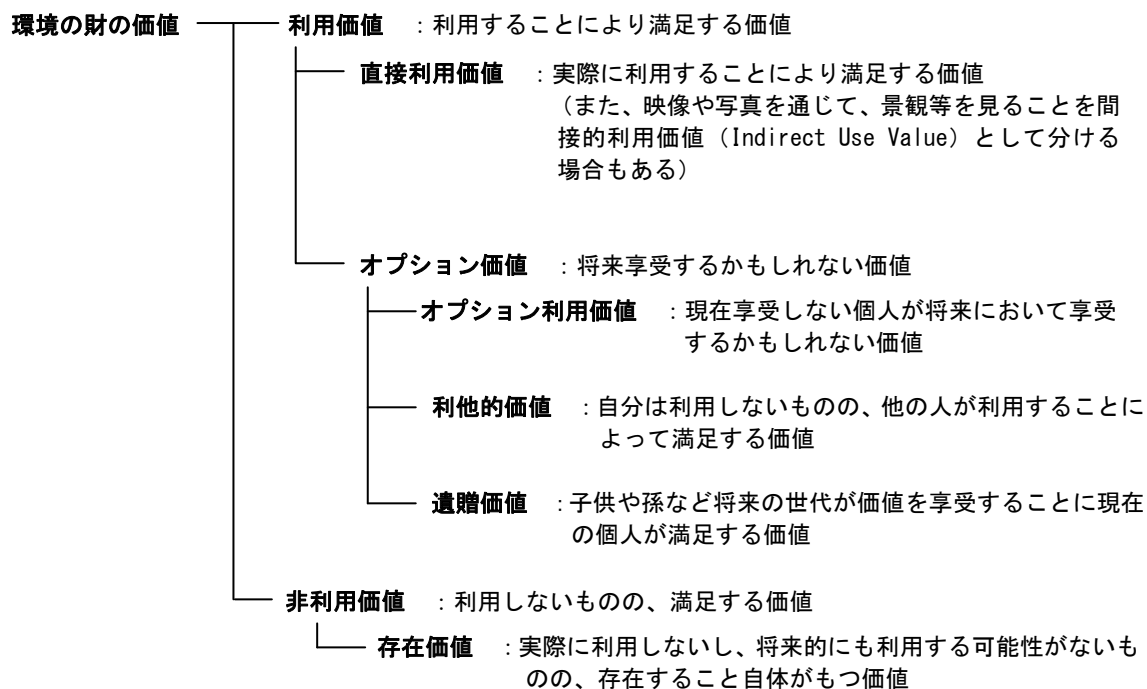 環境の財の価値 利用価値 ：利用することにより満足する価値
直接利用価値 ：実際に利用することにより満足する価値
（また、映像や写真を通じて、景観等を見ることを間
接的利用価値（Indirect Use Value）として分ける
場合もある）
オプション価値 ：将来享受するかもしれない価値
オプション利用価値 ：現在享受しない個人が将来において享受
するかもしれない価値
利他的価値 ：自分は利用しないものの、他の人が利用することに
よって満足する価値
遺贈価値 ：子供や孫など将来の世代が価値を享受することに現在
の個人が満足する価値
非利用価値 ：利用しないものの、満足する価値
存在価値 ：実際に利用しないし、将来的にも利用する可能性がないも
のの、存在すること自体がもつ価値